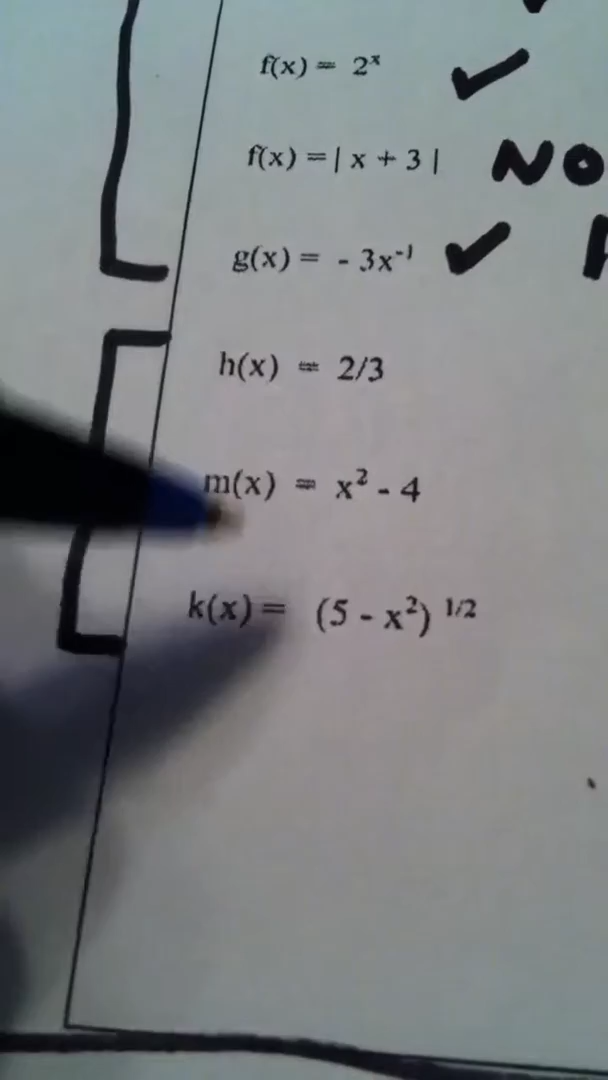 f(x) = 2ˣ
f(x) = | x + 3 | NO
g(x) = - 3x⁻¹
h(x) = 2/3
m(x) = x² - 4
k(x) = (5 - x²) ¹/²